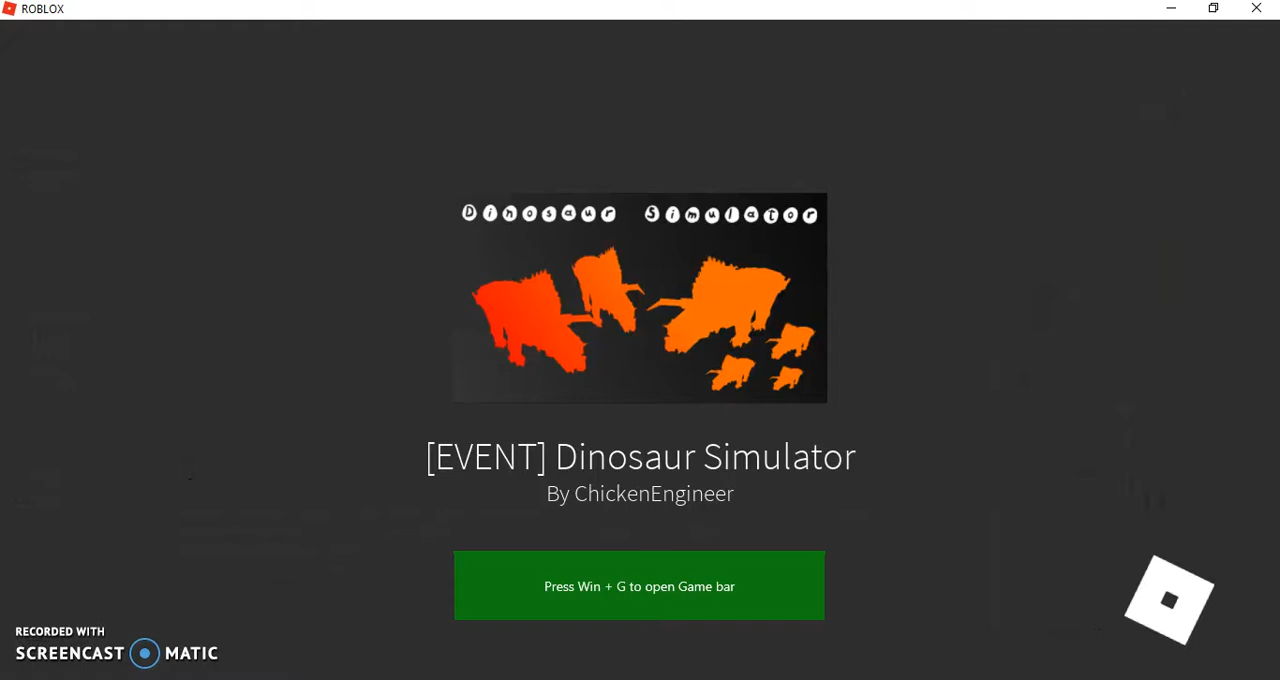 ROBLOX
Dinosaur Simulator
[EVENT] Dinosaur Simulator
By ChickenEngineer
Press Win + G to open Game bar
RECORDED WITH
SCREENCAST MATIC